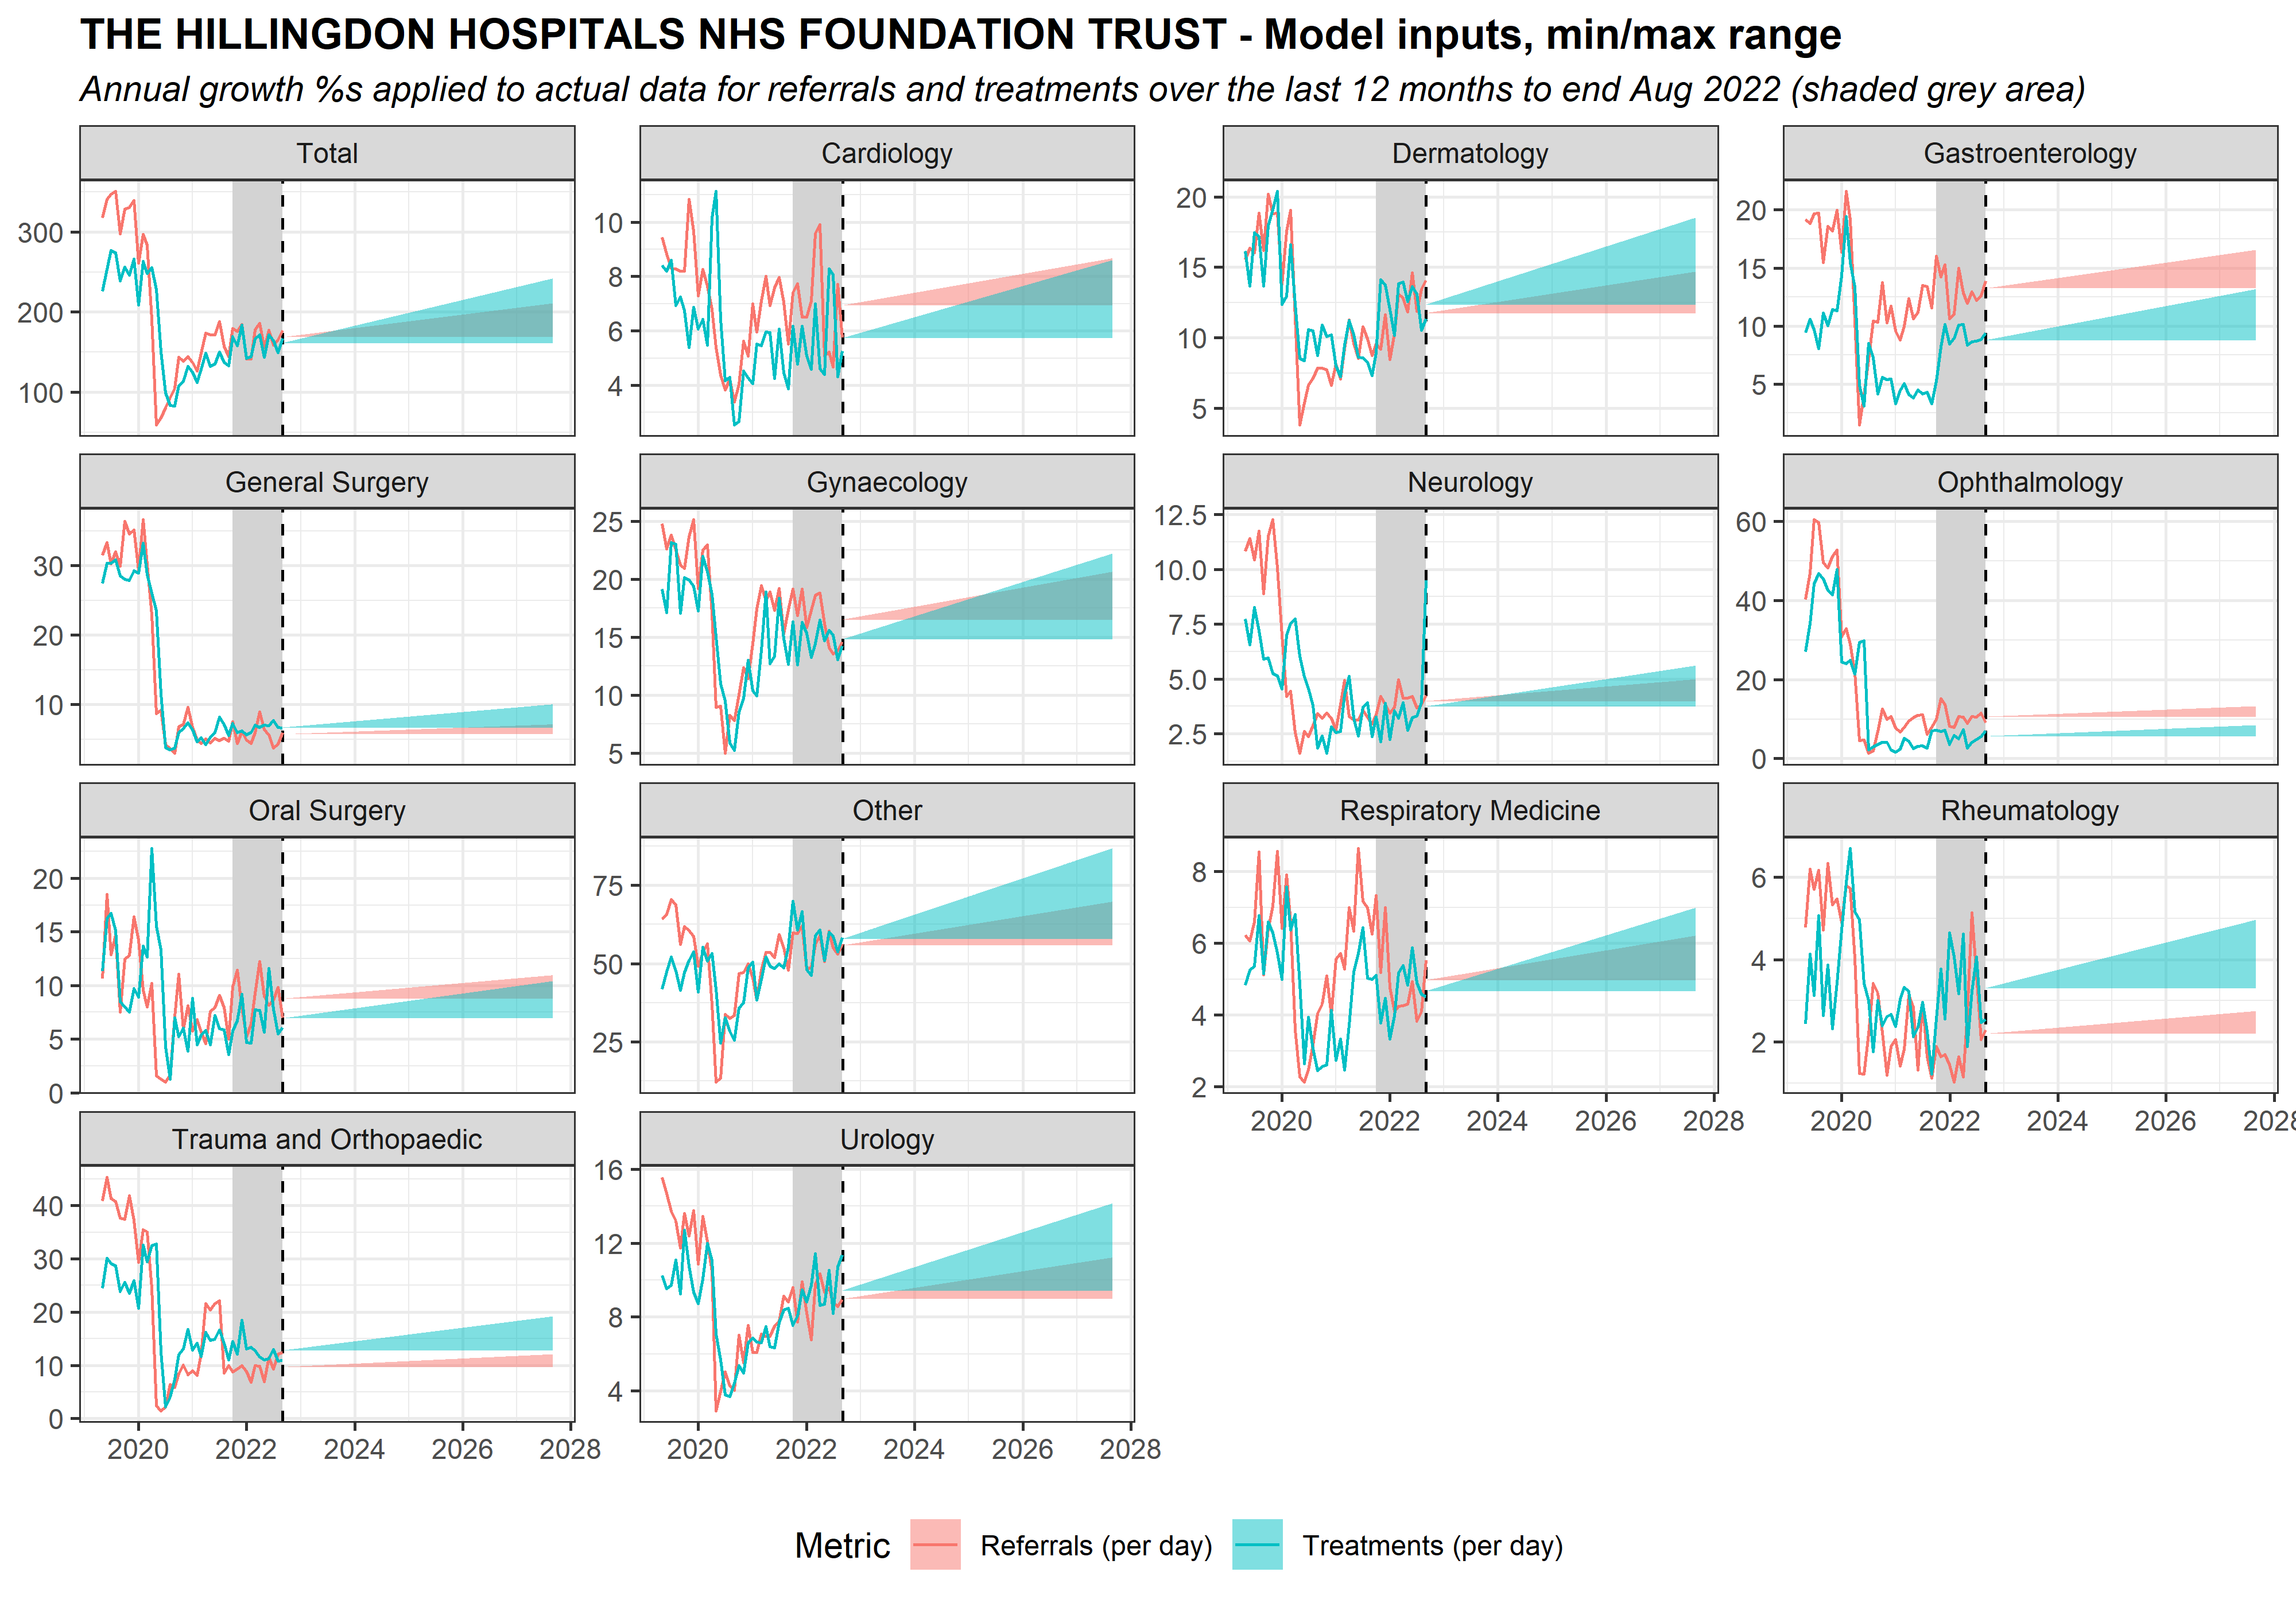 THE HILLINGDON HOSPITALS NHS FOUNDATION TRUST - Model inputs, min/max range
Annual growth %s applied to actual data for referrals and treatments over the last 12 months to end Aug 2022 (shaded grey area)
Total
300
200
100
Cardiology
10
8
6
4
Dermatology
20
15
10
5
Gastroenterology
20
15
10
5
General Surgery
30
20
10
Gynaecology
25
20
15
10
5
Neurology
12.5
10.0
7.5
5.0
2.5
Ophthalmology
60
40
20
0
Oral Surgery
20
15
10
5
0
Other
75
50
25
Respiratory Medicine
8
6
4
2
2020 2022 2024 2026 2028
Rheumatology
6
4
2
2020 2022 2024 2026 2028
Trauma and Orthopaedic
40
30
20
10
0
2020 2022 2024 2026 2028
Urology
16
12
8
4
2020 2022 2024 2026 2028
Metric Referrals (per day) Treatments (per day)